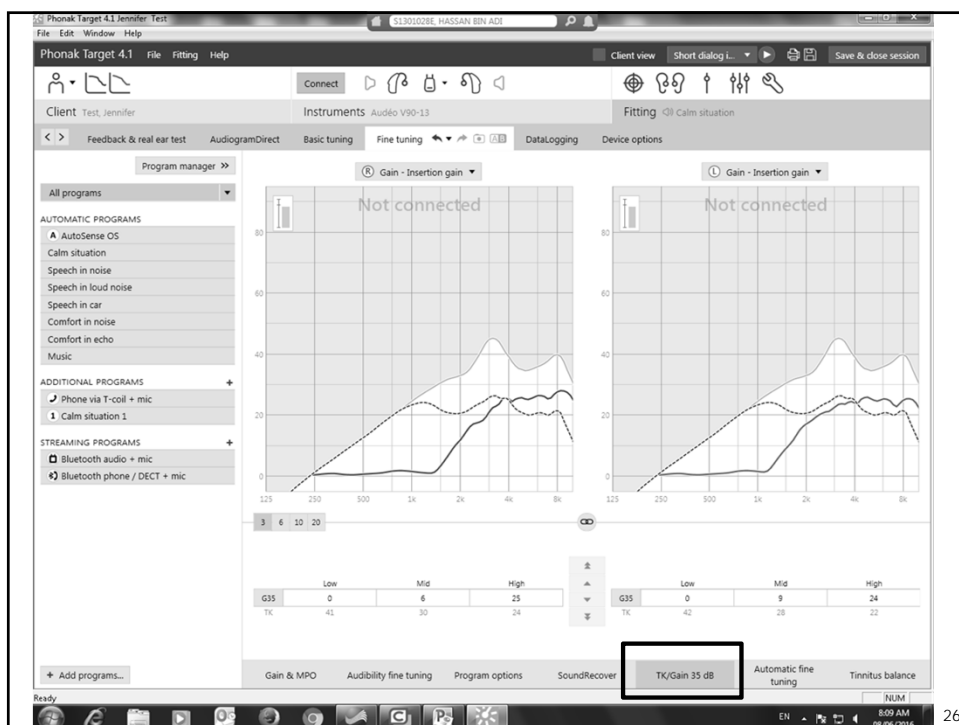 Phonak Target 4.1 Jennifer Test
S1301028E, HASSAN BIN ADI
File Edit Window Help
Phonak Target 4.1 File Fitting Help
Client view Short dialog i... Save & close session
Connect
Client Test, Jennifer
Instruments Audéo V90-13
Fitting Calm situation
< > Feedback & real ear test AudiogramDirect Basic tuning Fine tuning AB DataLogging Device options
Program manager »
All programs
AUTOMATIC PROGRAMS
A AutoSense OS
Calm situation
Speech in noise
Speech in loud noise
Speech in car
Comfort in noise
Comfort in echo
Music
ADDITIONAL PROGRAMS +
Phone via T-coil + mic
1 Calm situation 1
STREAMING PROGRAMS +
Bluetooth audio + mic
Bluetooth phone / DECT + mic
+ Add programs...
R Gain - Insertion gain
Not connected
80
60
40
20
0
125 250 500 1k 2k 4k 8k
L Gain - Insertion gain
Not connected
80
60
40
20
0
125 250 500 1k 2k 4k 8k
3 6 10 20
Low Mid High
G35 0 6 25
TK 41 30 24
Low Mid High
G35 0 9 24
TK 42 28 22
Gain & MPO Audibility fine tuning Program options SoundRecover TK/Gain 35 dB Automatic fine tuning Tinnitus balance
Ready
NUM
EN
8:09 AM
08/06/2016
26